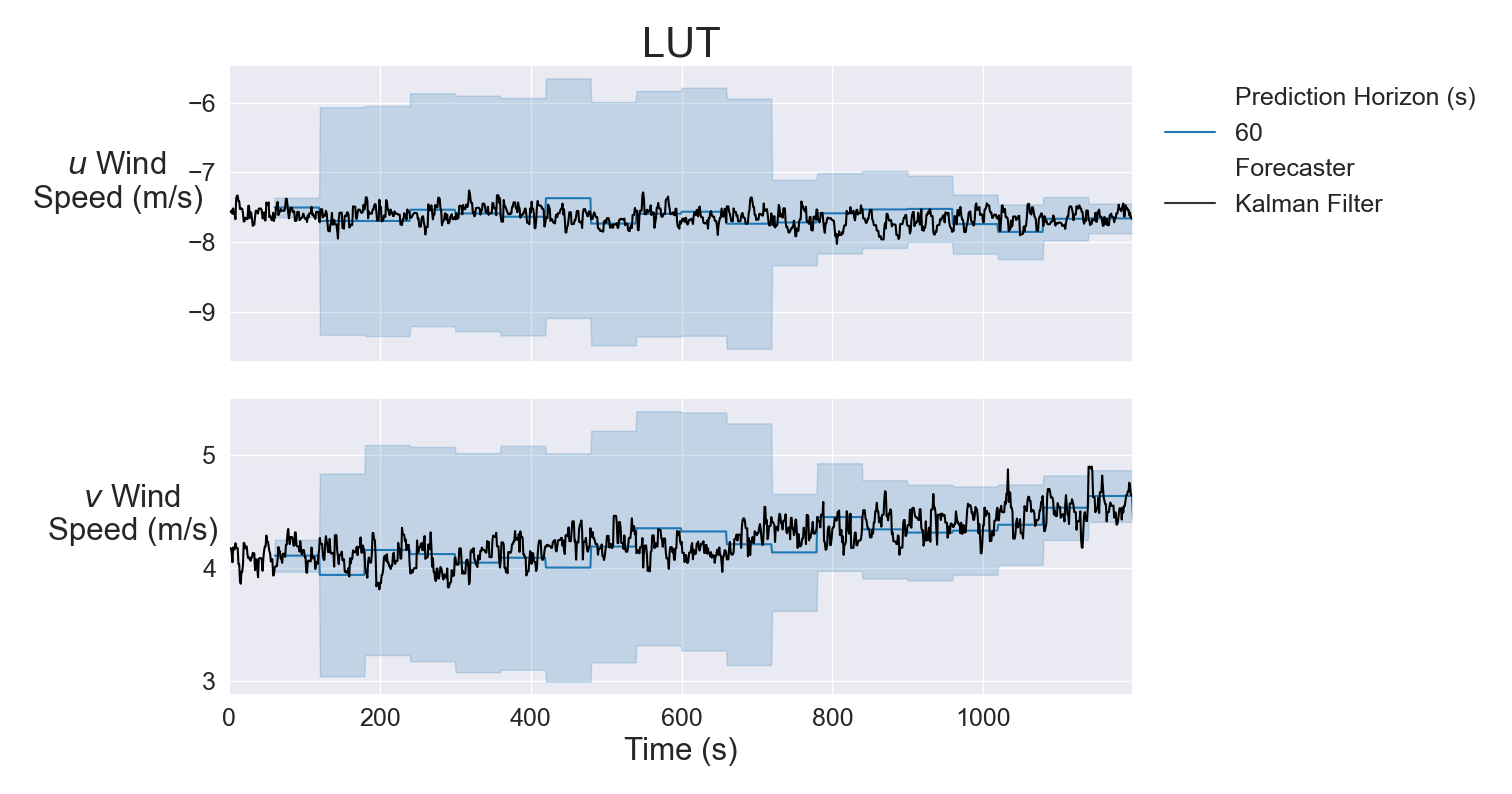 LUT
−6
−7
−8
−9
u Wind
Speed (m/s)
Prediction Horizon (s)
60
Forecaster
Kalman Filter
5
4
3
v Wind
Speed (m/s)
0 200 400 600 800 1000
Time (s)